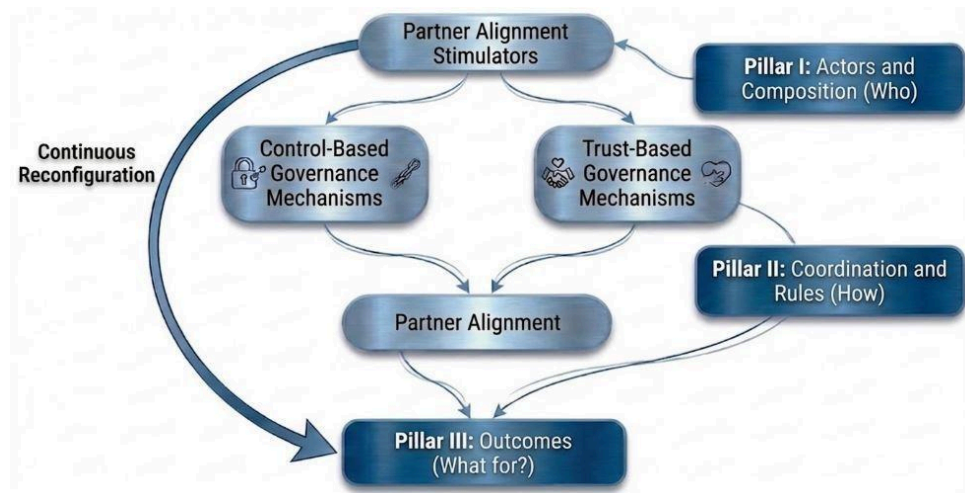 Partner Alignment
Stimulators
Pillar I: Actors and
Composition (Who)
Continuous
Reconfiguration
Control-Based
Governance
Mechanisms
Trust-Based
Governance
Mechanisms
Pillar II: Coordination and
Rules (How)
Partner Alignment
Pillar III: Outcomes
(What for?)